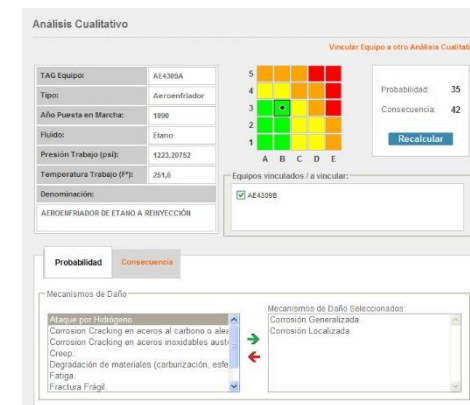 Análisis Cualitativo
Vincular Equipo a otro Análisis Cualitati
TAG Equipo: AE4309A
Tipo: Aeroenfriador
Año Puesta en Marcha: 1990
Fluido: Etano
Presión Trabajo (psi): 1223,20752
Temperatura Trabajo (Fº): 251,6
Denominación:
AEROENFRIADOR DE ETANO A REINYECCIÓN
5
4
3
2
1
A B C D E
Probabilidad: 35
Consecuencia: 42
Recalcular
Equipos vinculados / a vincular:
AE4309B
Probabilidad Consecuencia
Mecanismos de Daño
Ataque por Hidrógeno.
Corrosion Cracking en aceros al carbono o alea
Corrosion Cracking en aceros inoxidables auste
Creep.
Degradación de materiales (carburización, esfe
Fatiga.
Fractura Frágil.
Mecanismos de Daño Seleccionados:
Corrosión Generalizada.
Corrosión Localizada.